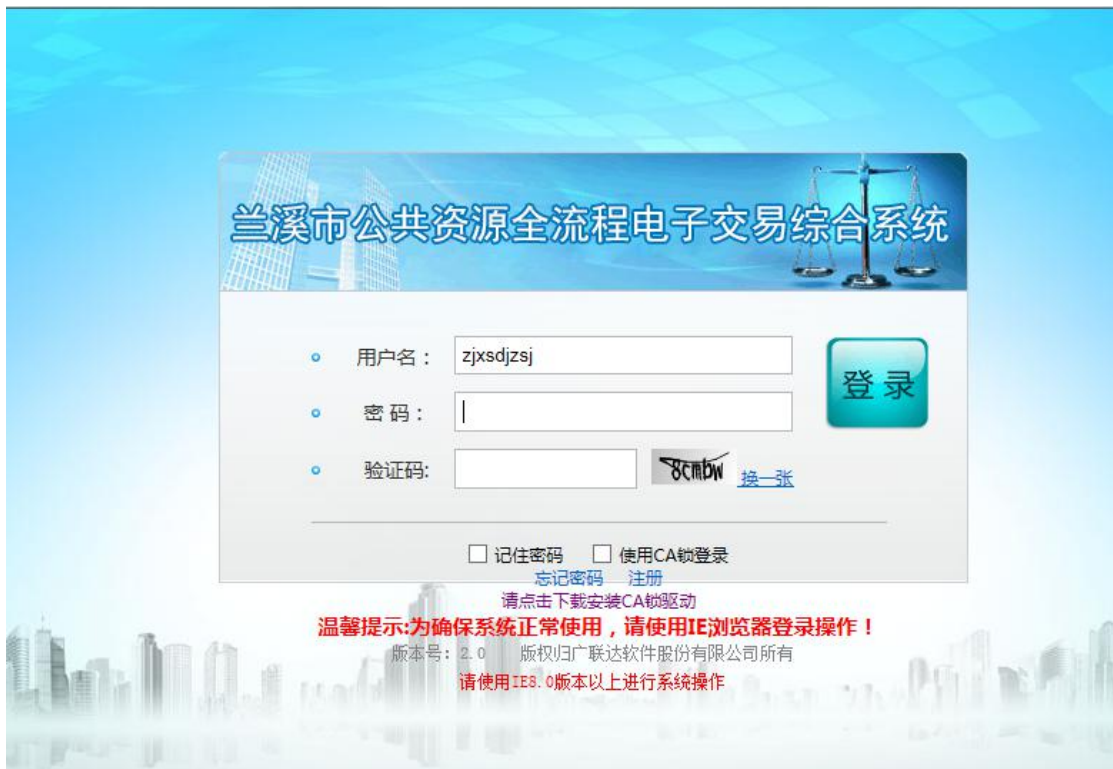 兰溪市公共资源全流程电子交易综合系统
用户名： zjxsdjzsj
登 录
密 码：
验证码: 8cmbw 换一张
记住密码 使用CA锁登录
忘记密码 注册
请点击下载安装CA锁驱动
温馨提示:为确保系统正常使用，请使用IE浏览器登录操作！
版本号：2.0 版权归广联达软件股份有限公司所有
请使用IE8.0版本以上进行系统操作